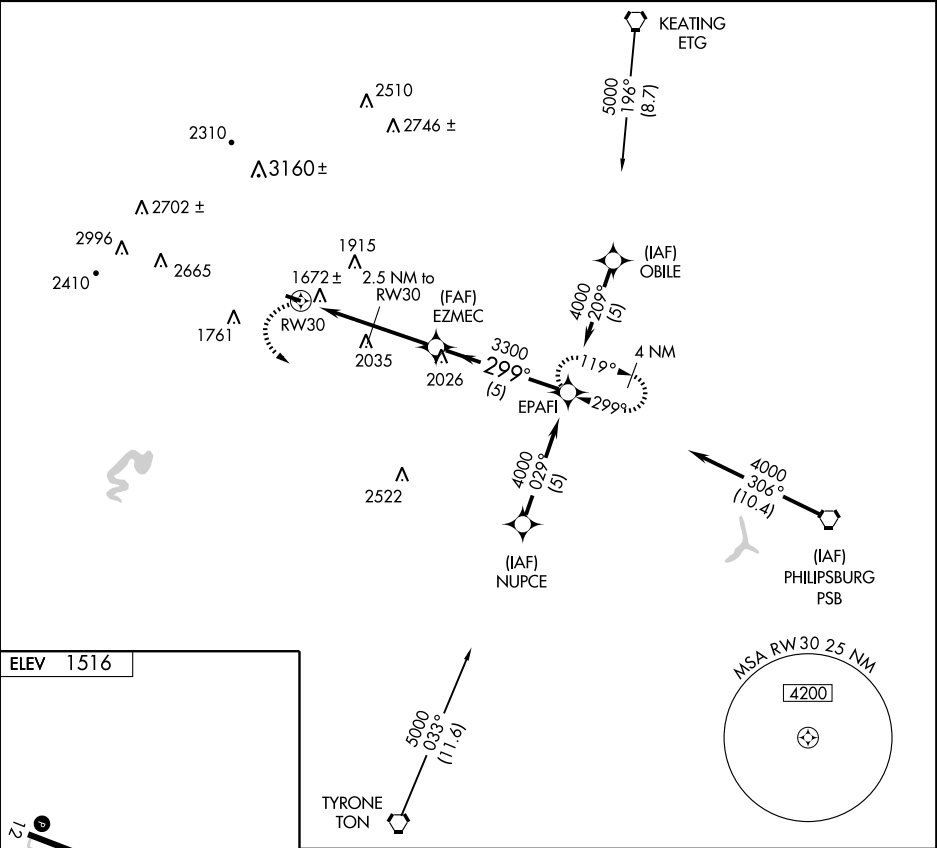 KEATING
ETG
5000
196°
(8.7)
2510
2746 ±
2310
3160 ±
2702 ±
2996
2665
2410
1915
1672 ±
2.5 NM to
RW30
(FAF)
EZMEC
(IAF)
OBILE
4000
209°
(5)
RW30
1761
2035
2026
3300
299°
(5)
119°
4 NM
EPAFI
299°
4000
029°
(5)
2522
4000
306°
(10.4)
(IAF)
NUPCE
(IAF)
PHILIPSBURG
PSB
ELEV 1516
MSA RW30 25 NM
4200
5000
033°
(11.6)
TYRONE
TON
12
P